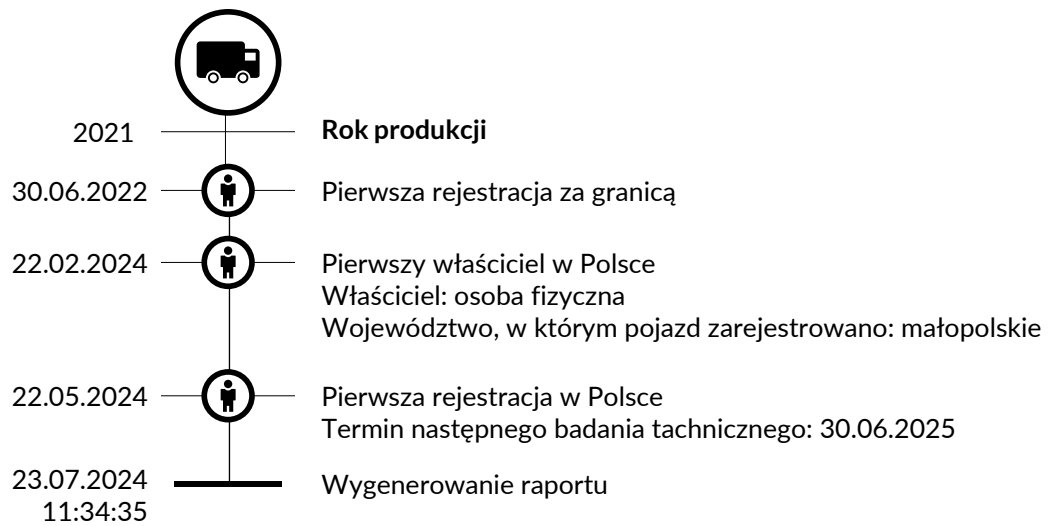 2021 Rok produkcji
30.06.2022 Pierwsza rejestracja za granicą
22.02.2024 Pierwszy właściciel w Polsce
Właściciel: osoba fizyczna
Województwo, w którym pojazd zarejestrowano: małopolskie
22.05.2024 Pierwsza rejestracja w Polsce
Termin następnego badania tachnicznego: 30.06.2025
23.07.2024 Wygenerowanie raportu
11:34:35